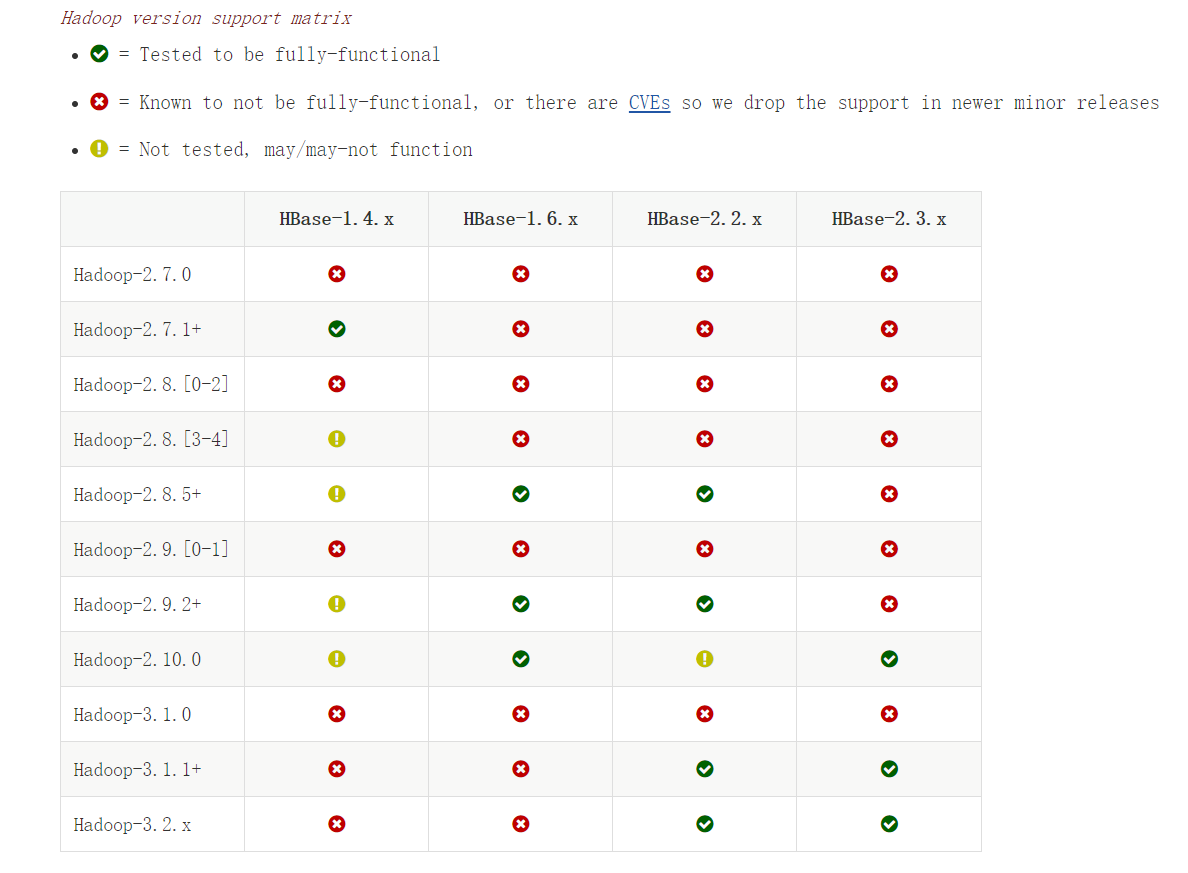 Hadoop version support matrix
= Tested to be fully-functional
= Known to not be fully-functional, or there are CVEs so we drop the support in newer minor releases
= Not tested, may/may-not function
HBase-1.4.x HBase-1.6.x HBase-2.2.x HBase-2.3.x
Hadoop-2.7.0
Hadoop-2.7.1+
Hadoop-2.8.[0-2]
Hadoop-2.8.[3-4]
Hadoop-2.8.5+
Hadoop-2.9.[0-1]
Hadoop-2.9.2+
Hadoop-2.10.0
Hadoop-3.1.0
Hadoop-3.1.1+
Hadoop-3.2.x